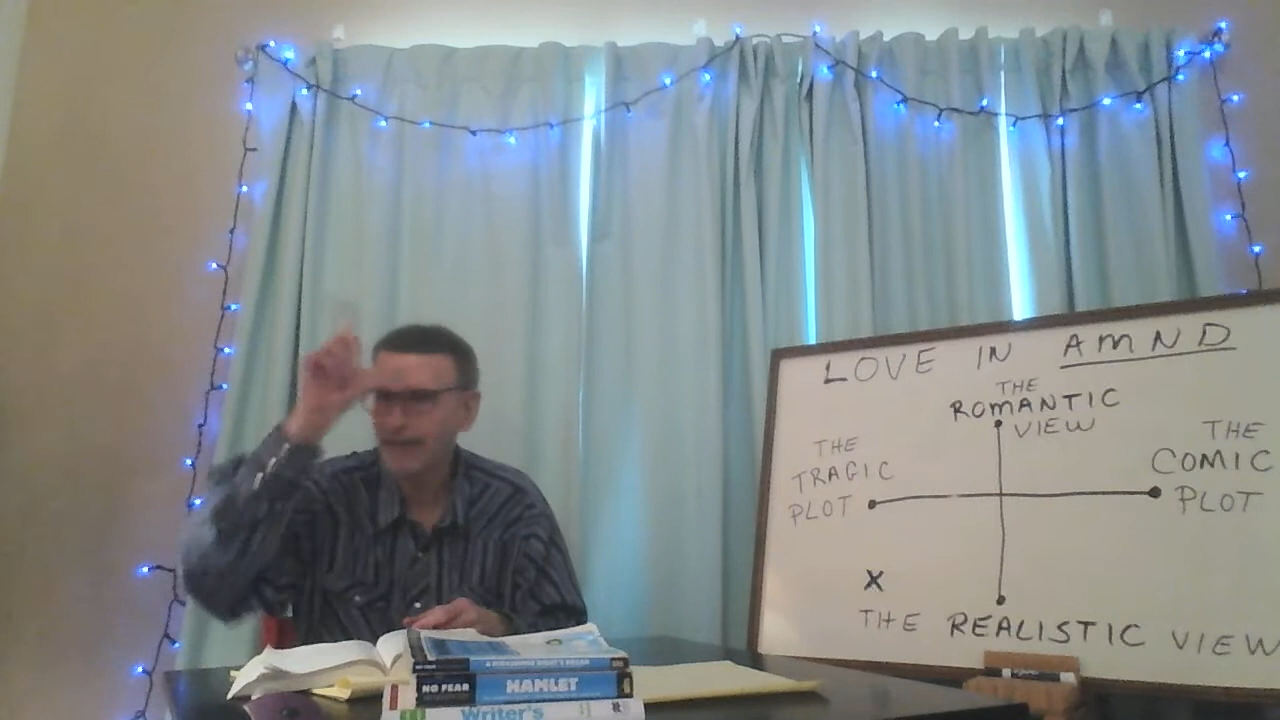 LOVE IN AMND
THE
ROMANTIC
VIEW
THE
TRAGIC
PLOT
THE
COMIC
PLOT
X
THE REALISTIC VIEW
A MIDSUMMER NIGHT'S DREAM
NO FEAR HAMLET
Writer's